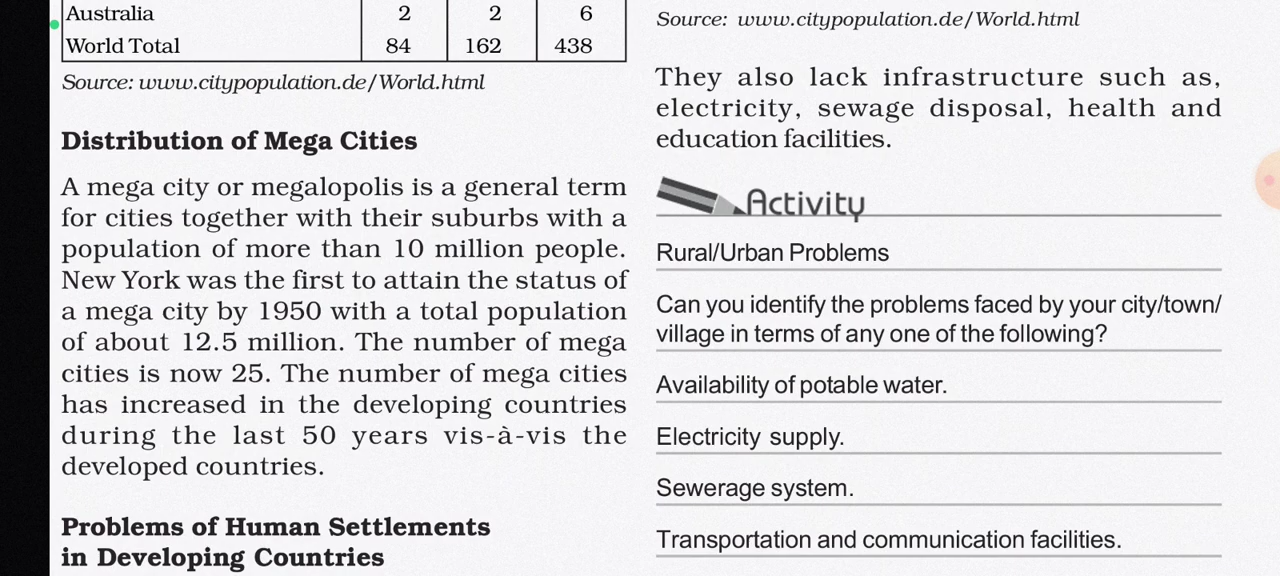 Australia 2 2 6
World Total 84 162 438
Source: www.citypopulation.de/World.html
Distribution of Mega Cities
A mega city or megalopolis is a general term
for cities together with their suburbs with a
population of more than 10 million people.
New York was the first to attain the status of
a mega city by 1950 with a total population
of about 12.5 million. The number of mega
cities is now 25. The number of mega cities
has increased in the developing countries
during the last 50 years vis-à-vis the
developed countries.
Problems of Human Settlements
in Developing Countries
Source: www.citypopulation.de/World.html
They also lack infrastructure such as,
electricity, sewage disposal, health and
education facilities.
Activity
Rural/Urban Problems
Can you identify the problems faced by your city/town/
village in terms of any one of the following?
Availability of potable water.
Electricity supply.
Sewerage system.
Transportation and communication facilities.